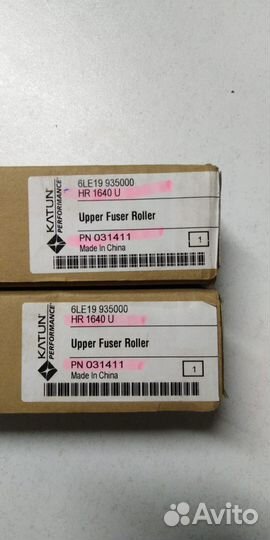 KATUN
PERFORMANCE
6LE19 935000
HR 1640 U
Upper Fuser Roller
PN 031411
Made In China
1
KATUN
PERFORMANCE
6LE19 935000
HR 1640 U
Upper Fuser Roller
PN 031411
Made In China
1
Avito